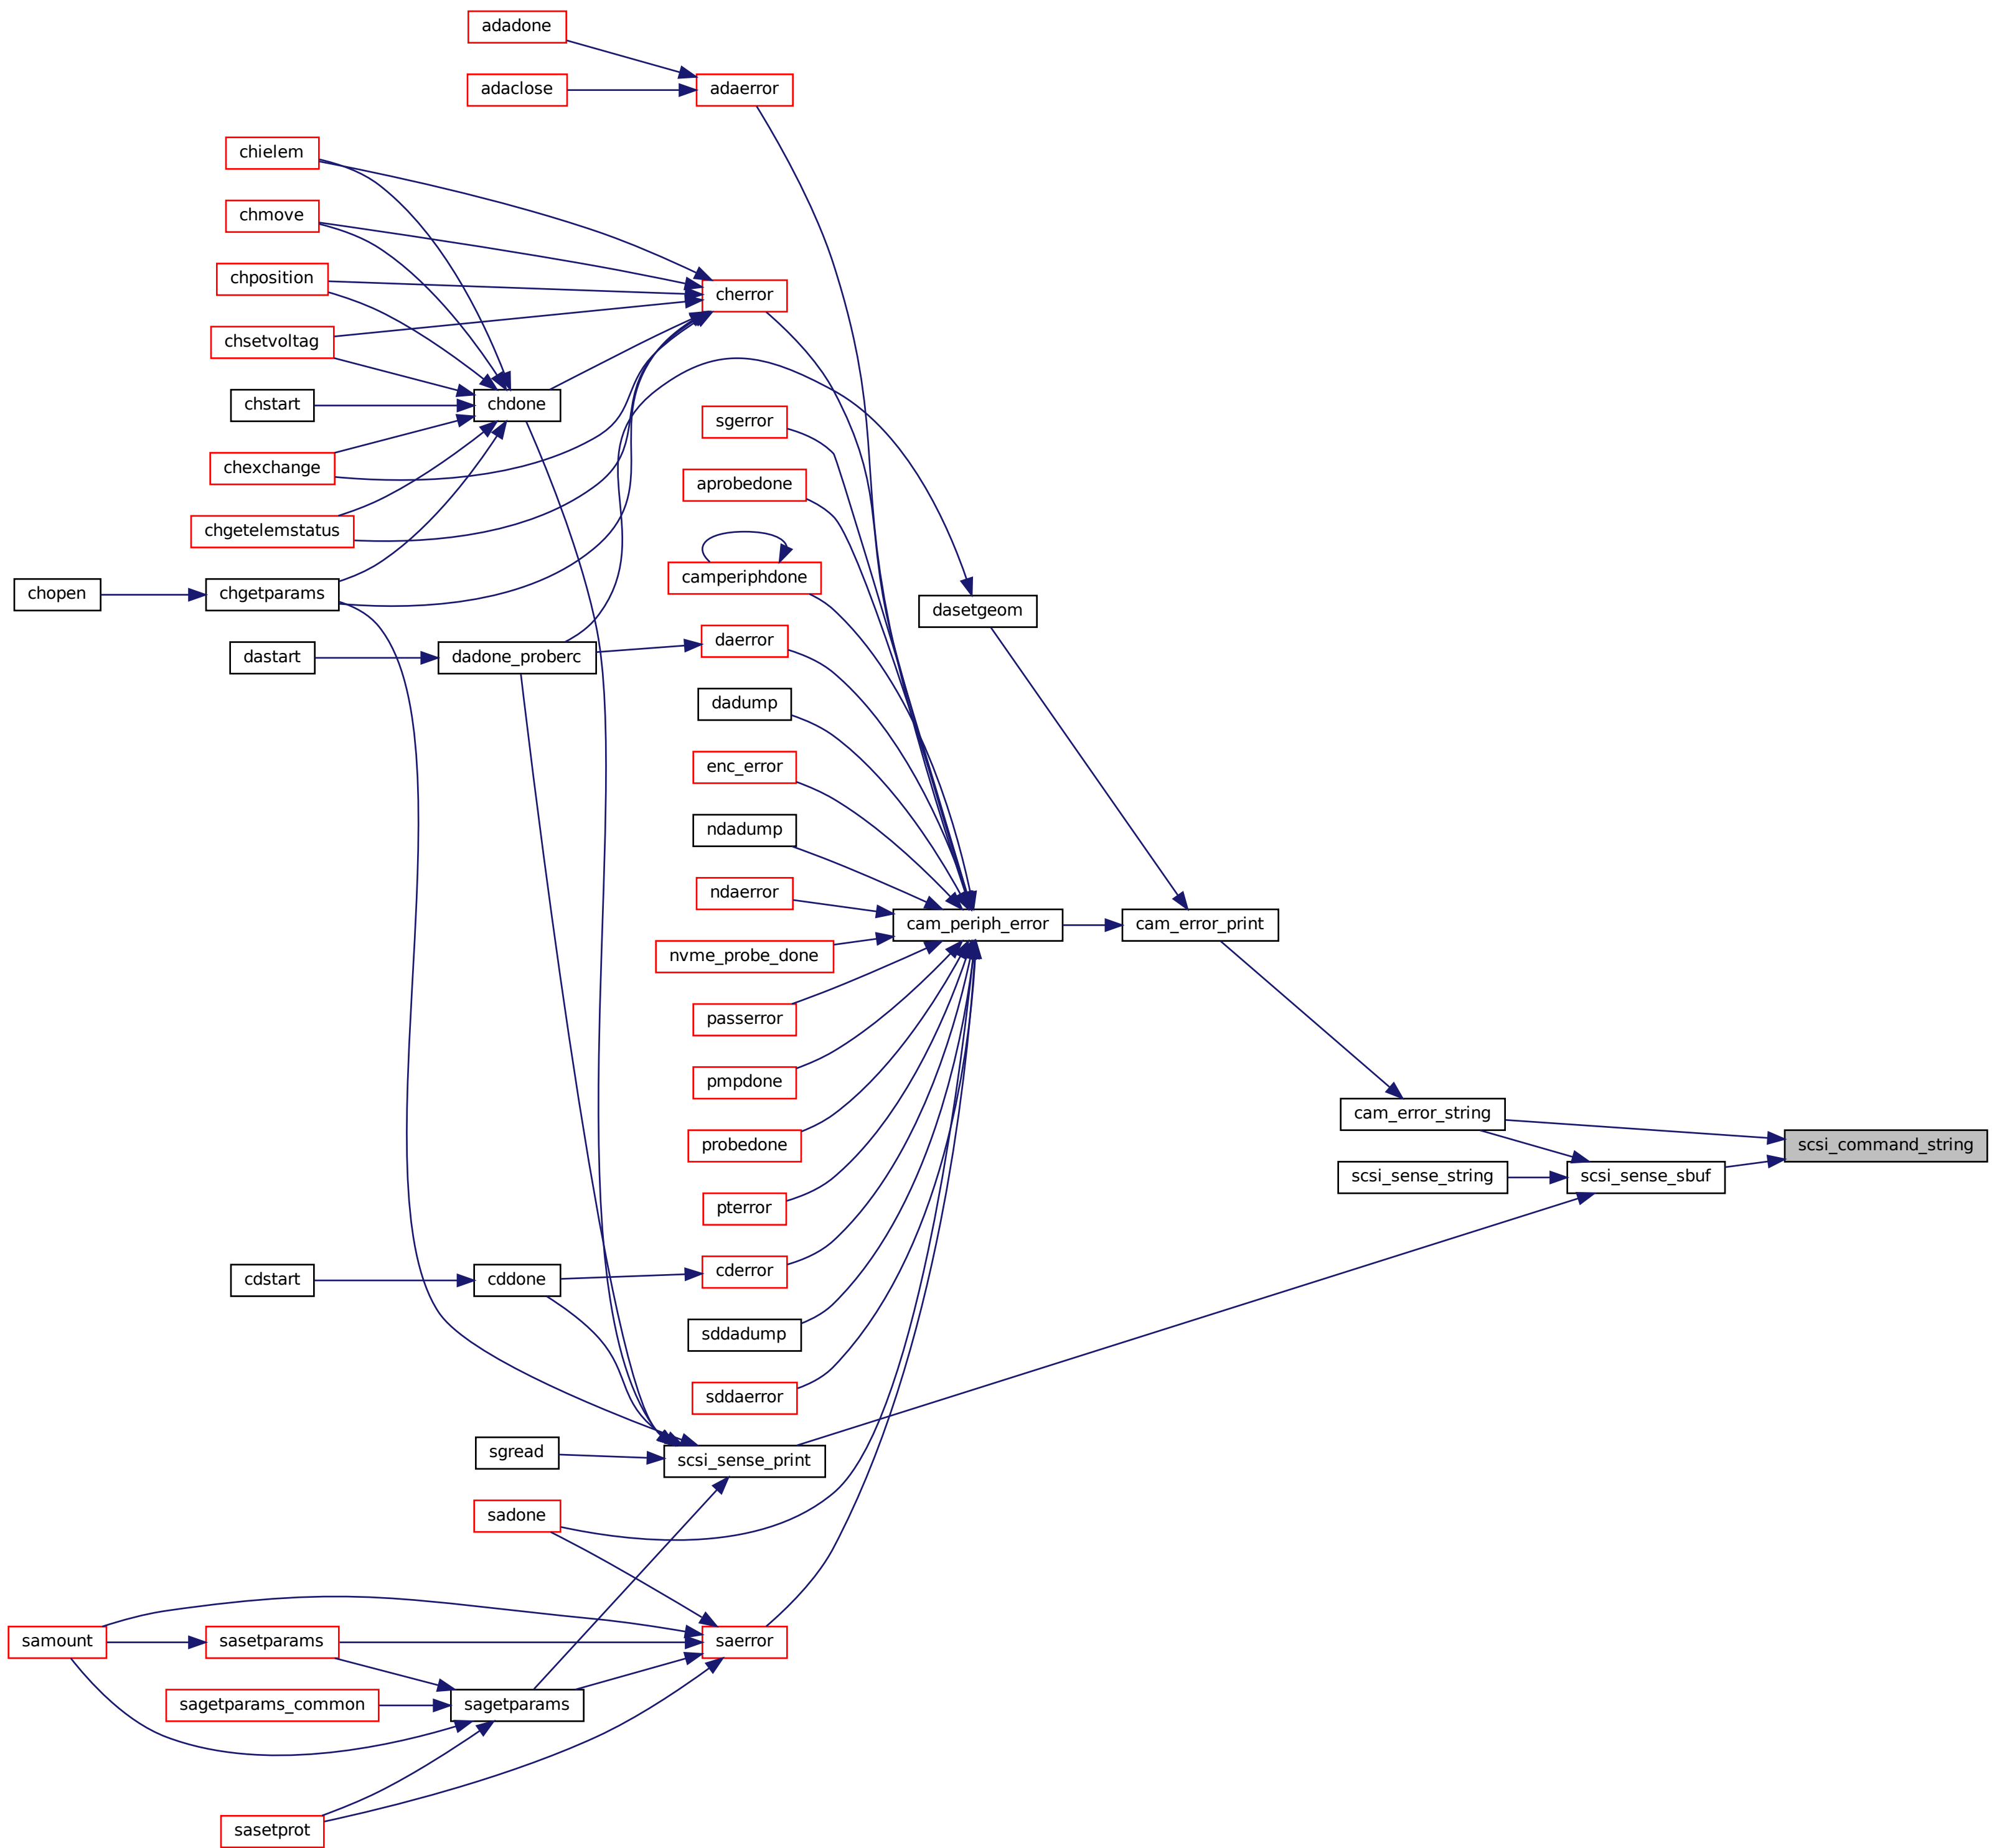 adadone
adaclose
adaerror
chielem
chmove
chposition
cherror
chsetvoltag
chstart
chdone
sgerror
chexchange
aprobedone
chgetelemstatus
camperiphdone
chopen
chgetparams
dasetgeom
dastart
dadone_proberc
daerror
dadump
enc_error
ndadump
ndaerror
cam_periph_error
cam_error_print
nvme_probe_done
passerror
pmpdone
cam_error_string
probedone
scsi_command_string
scsi_sense_string
scsi_sense_sbuf
pterror
cdstart
cddone
cderror
sddadump
sddaerror
sgread
scsi_sense_print
sadone
samount
sasetparams
saerror
sagetparams_common
sagetparams
sasetprot